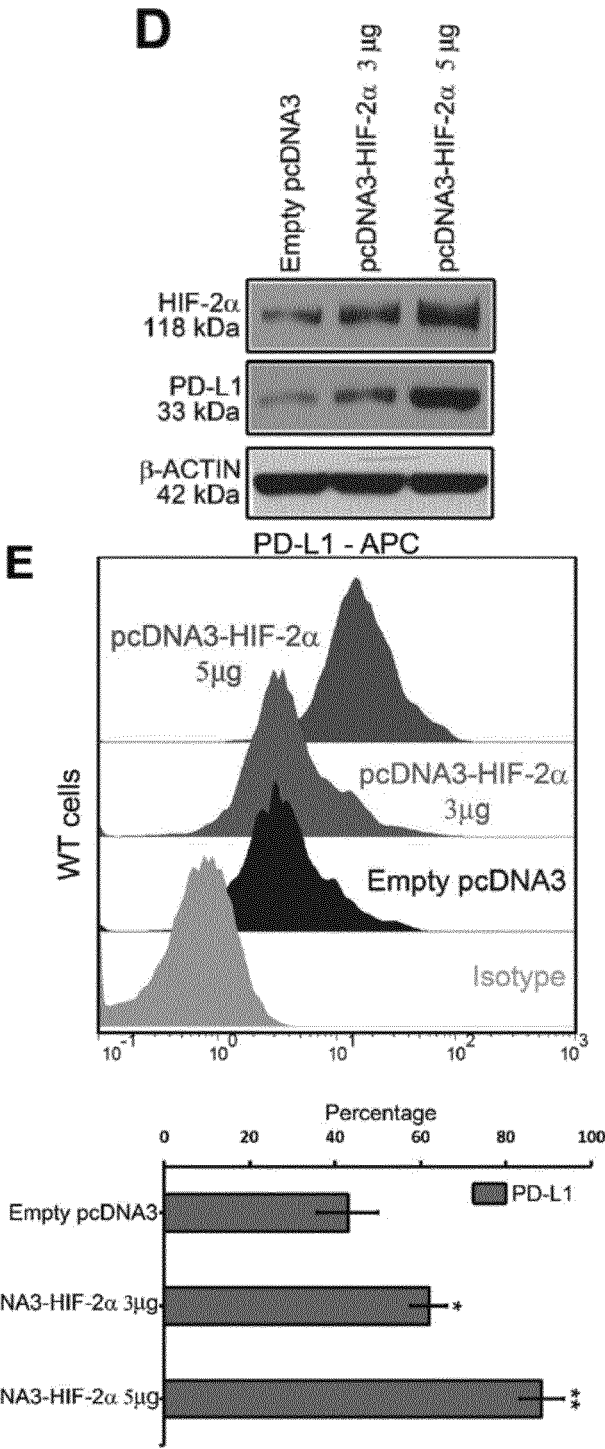 D
Empty pcDNA3
pcDNA3-HIF-2α 3 µg
pcDNA3-HIF-2α 5 µg
HIF-2α
118 kDa
PD-L1
33 kDa
β-ACTIN
42 kDa
E
PD-L1 - APC
pcDNA3-HIF-2α
5µg
pcDNA3-HIF-2α
3µg
Empty pcDNA3
Isotype
WT cells
10⁻¹ 10⁰ 10¹ 10² 10³
Percentage
0 20 40 60 80 100
PD-L1
Empty pcDNA3
NA3-HIF-2α 3µg *
NA3-HIF-2α 5µg **